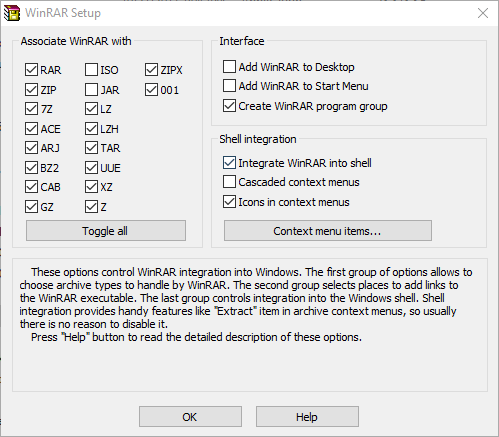 WinRAR Setup
Associate WinRAR with
RAR
ISO
ZIPX
ZIP
JAR
001
7Z
LZ
ACE
LZH
ARJ
TAR
BZ2
UUE
CAB
XZ
GZ
Z
Toggle all
Interface
Add WinRAR to Desktop
Add WinRAR to Start Menu
Create WinRAR program group
Shell integration
Integrate WinRAR into shell
Cascaded context menus
Icons in context menus
Context menu items...
These options control WinRAR integration into Windows. The first group of options allows to
choose archive types to handle by WinRAR. The second group selects places to add links to
the WinRAR executable. The last group controls integration into the Windows shell. Shell
integration provides handy features like "Extract" item in archive context menus, so usually
there is no reason to disable it.
Press "Help" button to read the detailed description of these options.
OK
Help